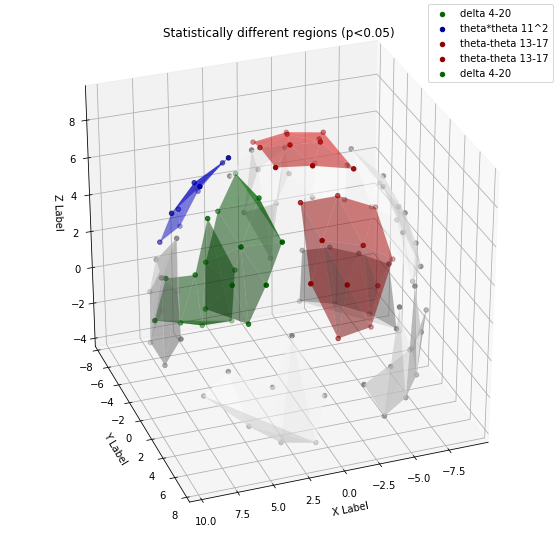 Statistically different regions (p<0.05)
delta 4-20
theta*theta 11^2
theta-theta 13-17
theta-theta 13-17
delta 4-20
Z Label
8
6
4
2
0
−2
−4
Y Label
−8
−6
−4
−2
0
2
4
6
8
X Label
10.0
7.5
5.0
2.5
0.0
−2.5
−5.0
−7.5